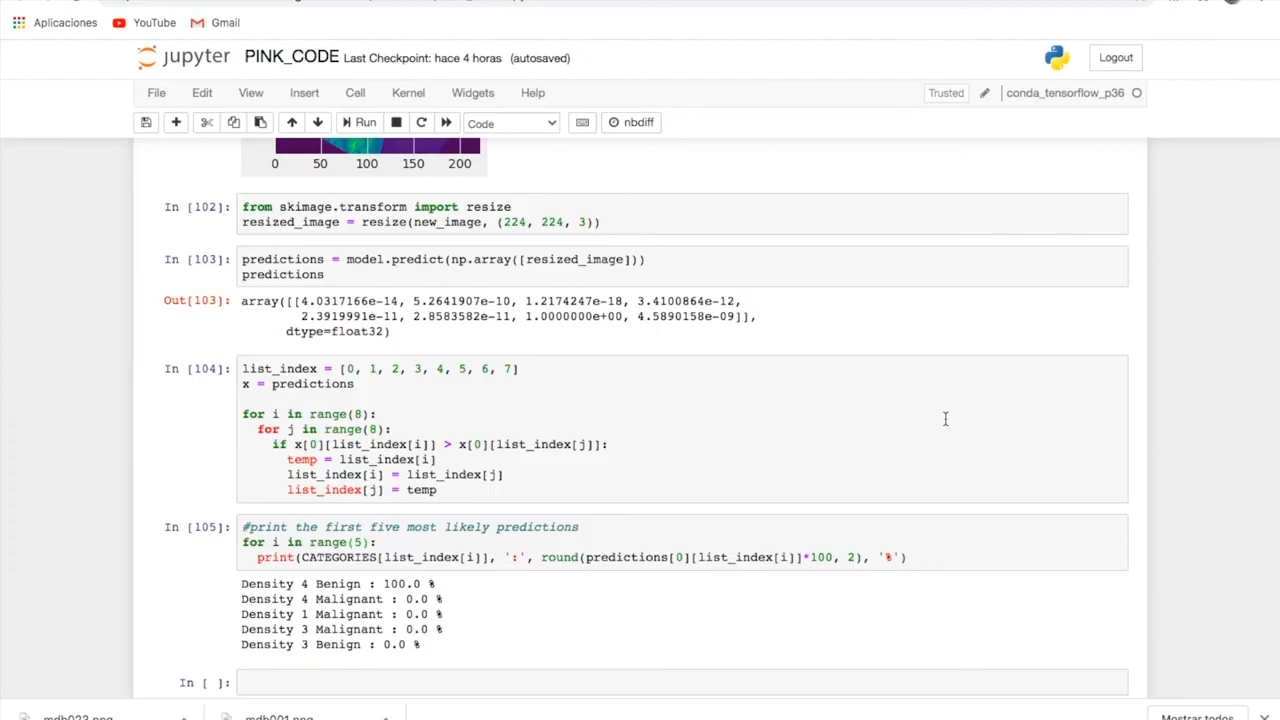 Aplicaciones YouTube Gmail
jupyter PINK_CODE Last Checkpoint: hace 4 horas (autosaved) Logout
File Edit View Insert Cell Kernel Widgets Help Trusted conda_tensorflow_p36
Run Code nbdiff
0 50 100 150 200
In [102]: from skimage.transform import resize
resized_image = resize(new_image, (224, 224, 3))
In [103]: predictions = model.predict(np.array([resized_image]))
predictions
Out[103]: array([[4.0317166e-14, 5.2641907e-10, 1.2174247e-18, 3.4100864e-12,
2.3919991e-11, 2.8583582e-11, 1.0000000e+00, 4.5890158e-09]],
dtype=float32)
In [104]: list_index = [0, 1, 2, 3, 4, 5, 6, 7]
x = predictions
for i in range(8):
for j in range(8):
if x[0][list_index[i]] > x[0][list_index[j]]:
temp = list_index[i]
list_index[i] = list_index[j]
list_index[j] = temp
In [105]: #print the first five most likely predictions
for i in range(5):
print(CATEGORIES[list_index[i]], ':', round(predictions[0][list_index[i]]*100, 2), '%')
Density 4 Benign : 100.0 %
Density 4 Malignant : 0.0 %
Density 1 Malignant : 0.0 %
Density 3 Malignant : 0.0 %
Density 3 Benign : 0.0 %
In [ ]:
mdb023.png mdb001.png Mostrar todos